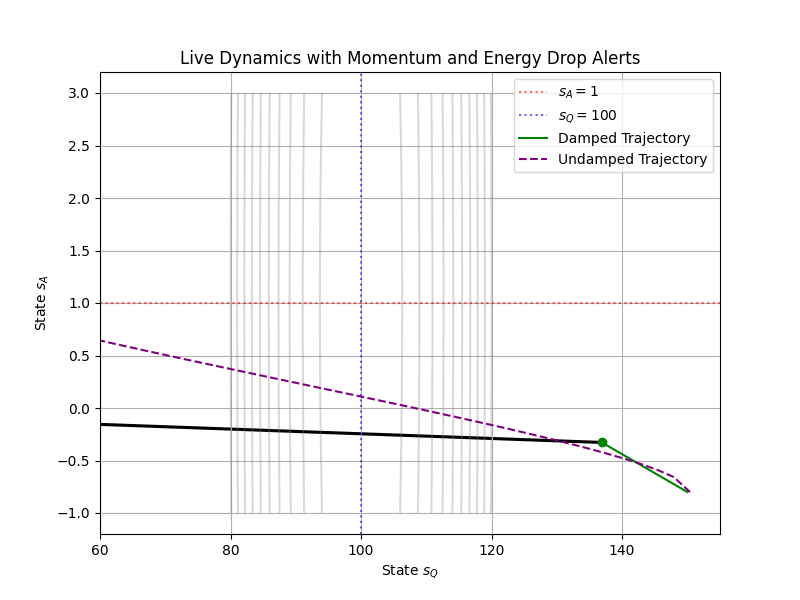 Live Dynamics with Momentum and Energy Drop Alerts
3.0
2.5
2.0
1.5
1.0
0.5
0.0
−0.5
−1.0
State s_A
s_A = 1
s_Q = 100
Damped Trajectory
Undamped Trajectory
60 80 100 120 140
State s_Q